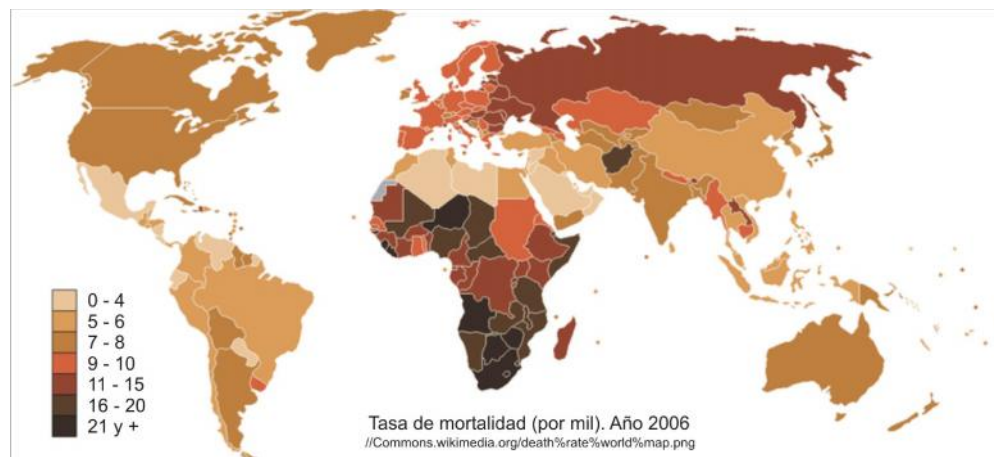 0 - 4
5 - 6
7 - 8
9 - 10
11 - 15
16 - 20
21 y +
Tasa de mortalidad (por mil). Año 2006
//Commons.wikimedia.org/death%rate%world%map.png